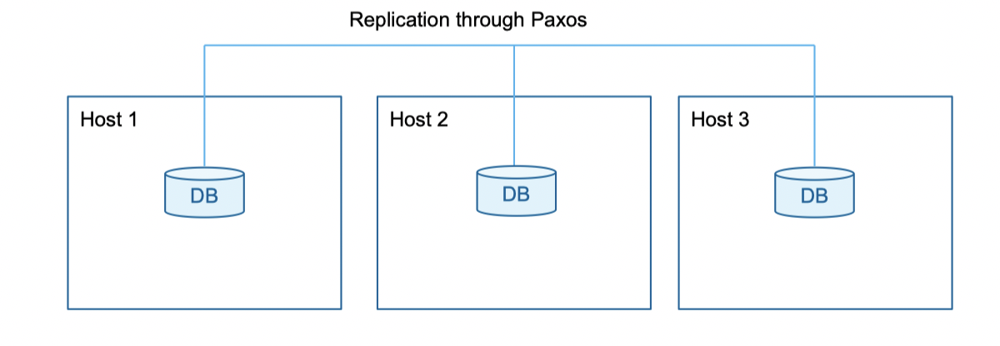 Replication through Paxos
Host 1
Host 2
Host 3
DB
DB
DB